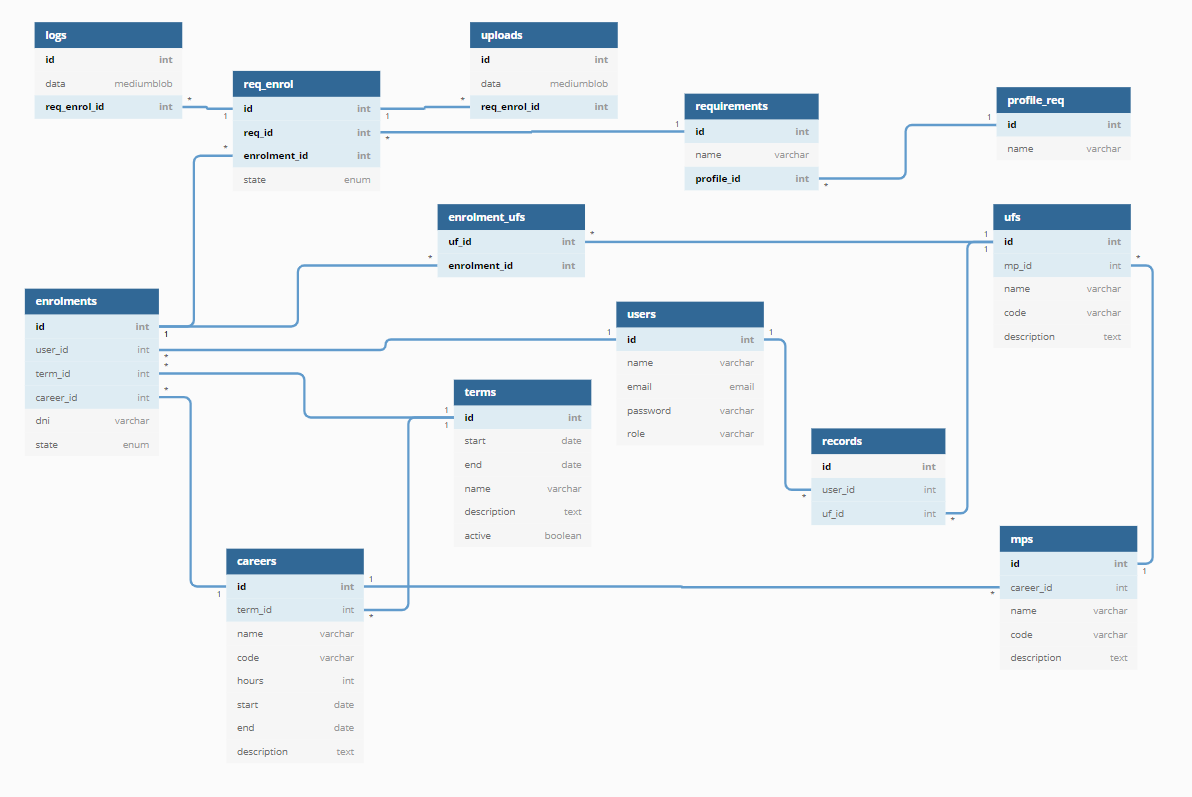 logs
id int
data mediumblob
req_enrol_id int
*
req_enrol
id int
1
1
req_id int
*
enrolment_id int
*
state enum
uploads
id int
data mediumblob
req_enrol_id int
*
requirements
id int
1
name varchar
profile_id int
*
profile_req
id int
1
name varchar
enrolment_ufs
uf_id int
*
enrolment_id int
*
ufs
id int
1
1
mp_id int
*
name varchar
code varchar
description text
enrolments
id int
1
user_id int
*
term_id int
*
career_id int
*
dni varchar
state enum
users
id int
1
1
name varchar
email email
password varchar
role varchar
terms
id int
1
1
start date
end date
name varchar
description text
active boolean
records
id int
user_id int
*
uf_id int
*
careers
id int
1
1
term_id int
*
name varchar
code varchar
hours int
start date
end date
description text
mps
id int
1
career_id int
*
name varchar
code varchar
description text